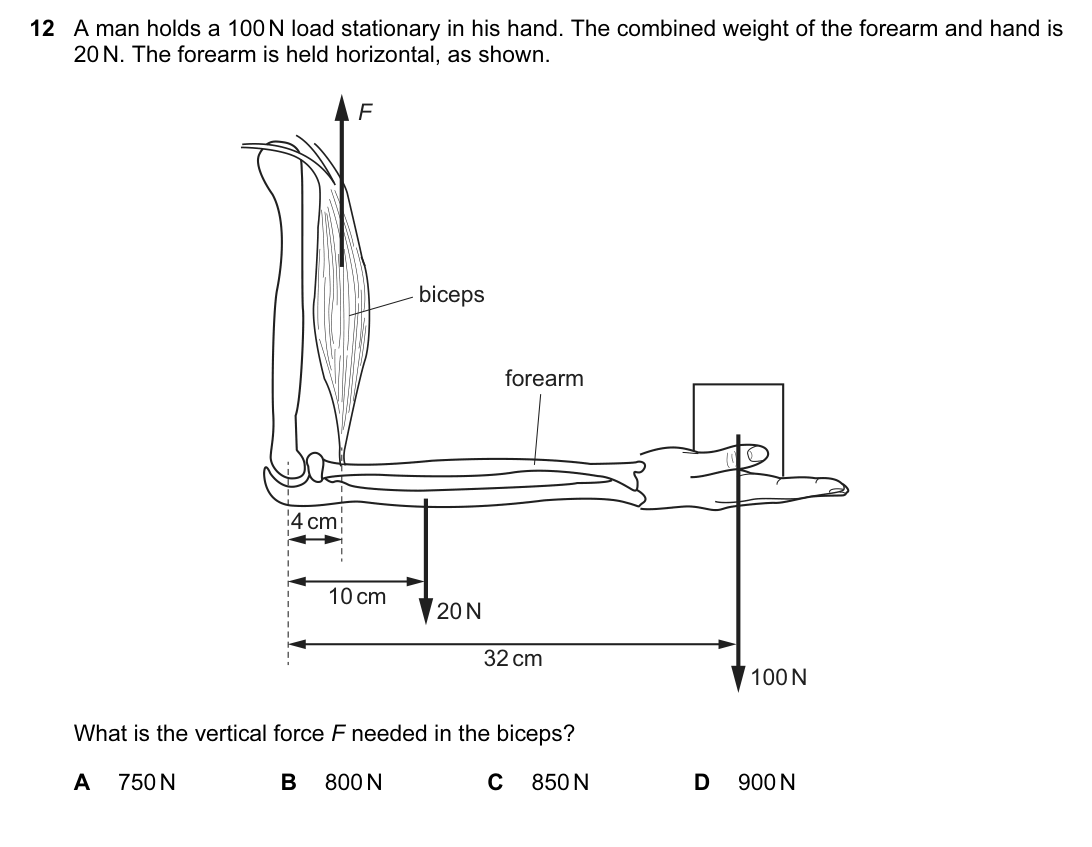 12 A man holds a 100 N load stationary in his hand. The combined weight of the forearm and hand is
20 N. The forearm is held horizontal, as shown.
F
biceps
forearm
4 cm
10 cm
20 N
32 cm
100 N
What is the vertical force F needed in the biceps?
A 750 N B 800 N C 850 N D 900 N